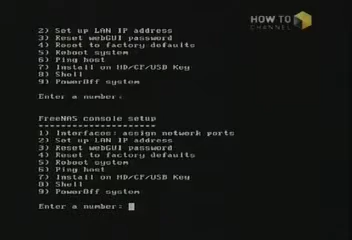 HOW TO
CHANNEL
2) Set up LAN IP address
3) Reset webGUI password
4) Reset to factory defaults
5) Reboot system
6) Ping host
7) Install on HD/CF/USB Key
8) Shell
9) PowerOff system
Enter a number:
FreeNAS console setup
1) Interfaces: assign network ports
2) Set up LAN IP address
3) Reset webGUI password
4) Reset to factory defaults
5) Reboot system
6) Ping host
7) Install on HD/CF/USB Key
8) Shell
9) PowerOff system
Enter a number: